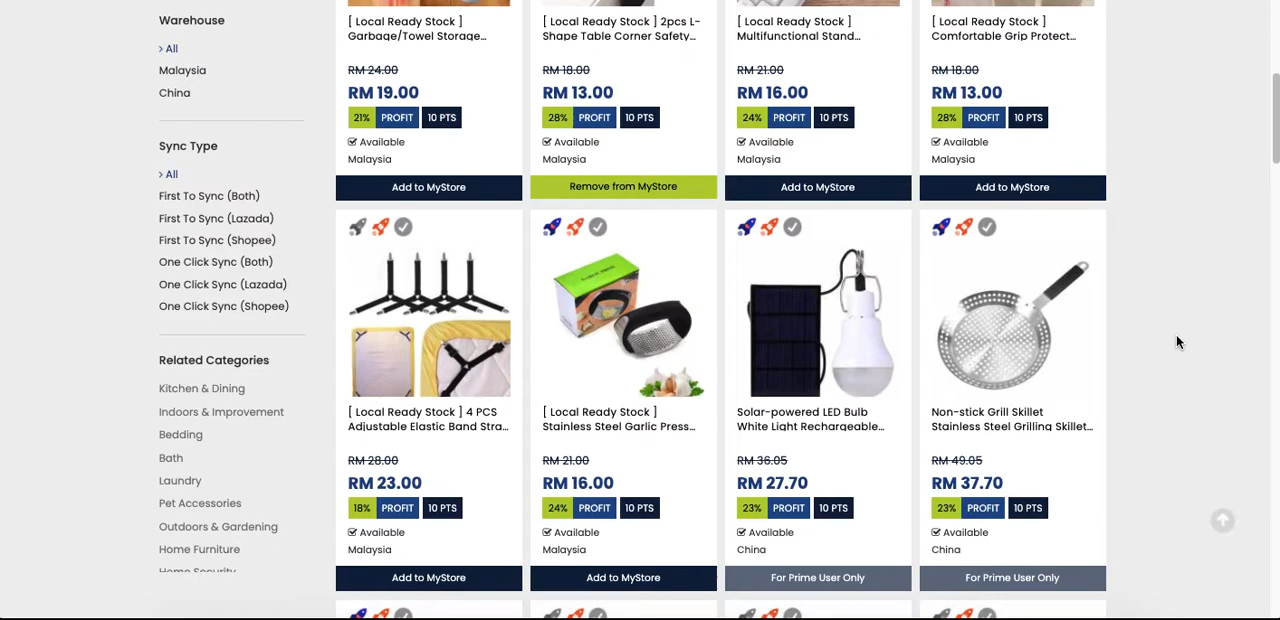 Warehouse
› All
Malaysia
China
Sync Type
› All
First To Sync (Both)
First To Sync (Lazada)
First To Sync (Shopee)
One Click Sync (Both)
One Click Sync (Lazada)
One Click Sync (Shopee)
Related Categories
Kitchen & Dining
Indoors & Improvement
Bedding
Bath
Laundry
Pet Accessories
Outdoors & Gardening
Home Furniture
Home Security
[ Local Ready Stock ]
Garbage/Towel Storage...
RM 24.00
RM 19.00
21% PROFIT 10 PTS
Available
Malaysia
Add to MyStore
[ Local Ready Stock ] 2pcs L-
Shape Table Corner Safety...
RM 18.00
RM 13.00
28% PROFIT 10 PTS
Available
Malaysia
Remove from MyStore
[ Local Ready Stock ]
Multifunctional Stand...
RM 21.00
RM 16.00
24% PROFIT 10 PTS
Available
Malaysia
Add to MyStore
[ Local Ready Stock ]
Comfortable Grip Protect...
RM 18.00
RM 13.00
28% PROFIT 10 PTS
Available
Malaysia
Add to MyStore
[ Local Ready Stock ] 4 PCS
Adjustable Elastic Band Stra...
RM 28.00
RM 23.00
18% PROFIT 10 PTS
Available
Malaysia
Add to MyStore
[ Local Ready Stock ]
Stainless Steel Garlic Press...
RM 21.00
RM 16.00
24% PROFIT 10 PTS
Available
Malaysia
Add to MyStore
Solar-powered LED Bulb
White Light Rechargeable...
RM 36.05
RM 27.70
23% PROFIT 10 PTS
Available
China
For Prime User Only
Non-stick Grill Skillet
Stainless Steel Grilling Skillet...
RM 49.05
RM 37.70
23% PROFIT 10 PTS
Available
China
For Prime User Only